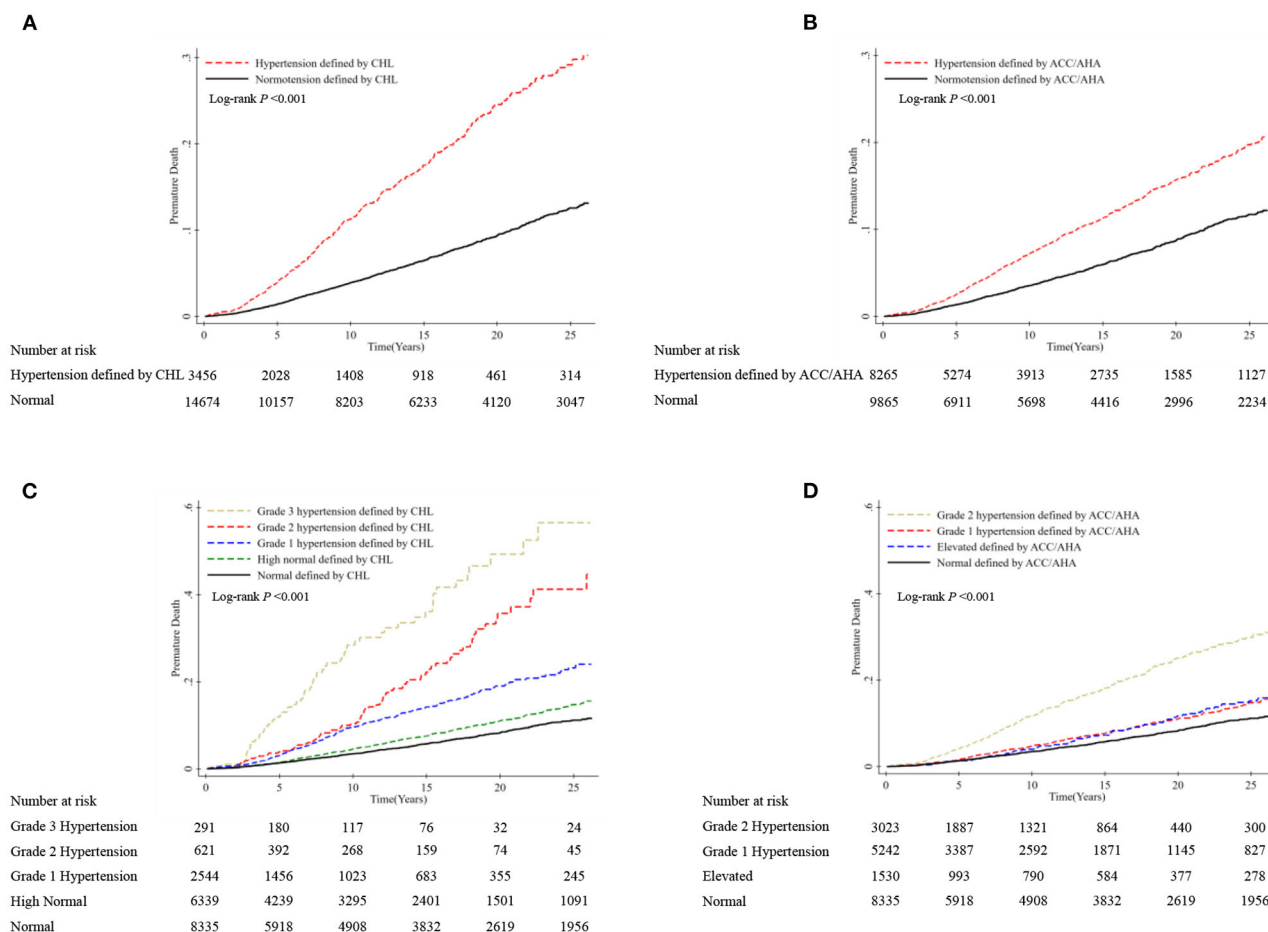 A
.3
.2
.1
0
Premature Death
Hypertension defined by CHL
Normotension defined by CHL
Log-rank P <0.001
0 5 10 15 20 25
Time(Years)
Number at risk
Hypertension defined by CHL 3456 2028 1408 918 461 314
Normal 14674 10157 8203 6233 4120 3047
B
.3
.2
.1
0
Premature Death
Hypertension defined by ACC/AHA
Normotension defined by ACC/AHA
Log-rank P <0.001
0 5 10 15 20 25
Time(Years)
Number at risk
Hypertension defined by ACC/AHA 8265 5274 3913 2735 1585 1127
Normal 9865 6911 5698 4416 2996 2234
C
.6
.4
.2
0
Premature Death
Grade 3 hypertension defined by CHL
Grade 2 hypertension defined by CHL
Grade 1 hypertension defined by CHL
High normal defined by CHL
Normal defined by CHL
Log-rank P <0.001
0 5 10 15 20 25
Time(Years)
Number at risk
Grade 3 Hypertension 291 180 117 76 32 24
Grade 2 Hypertension 621 392 268 159 74 45
Grade 1 Hypertension 2544 1456 1023 683 355 245
High Normal 6339 4239 3295 2401 1501 1091
Normal 8335 5918 4908 3832 2619 1956
D
.6
.4
.2
0
Premature Death
Grade 2 hypertension defined by ACC/AHA
Grade 1 hypertension defined by ACC/AHA
Elevated defined by ACC/AHA
Normal defined by ACC/AHA
Log-rank P <0.001
0 5 10 15 20 25
Time(Years)
Number at risk
Grade 2 Hypertension 3023 1887 1321 864 440 300
Grade 1 Hypertension 5242 3387 2592 1871 1145 827
Elevated 1530 993 790 584 377 278
Normal 8335 5918 4908 3832 2619 1956